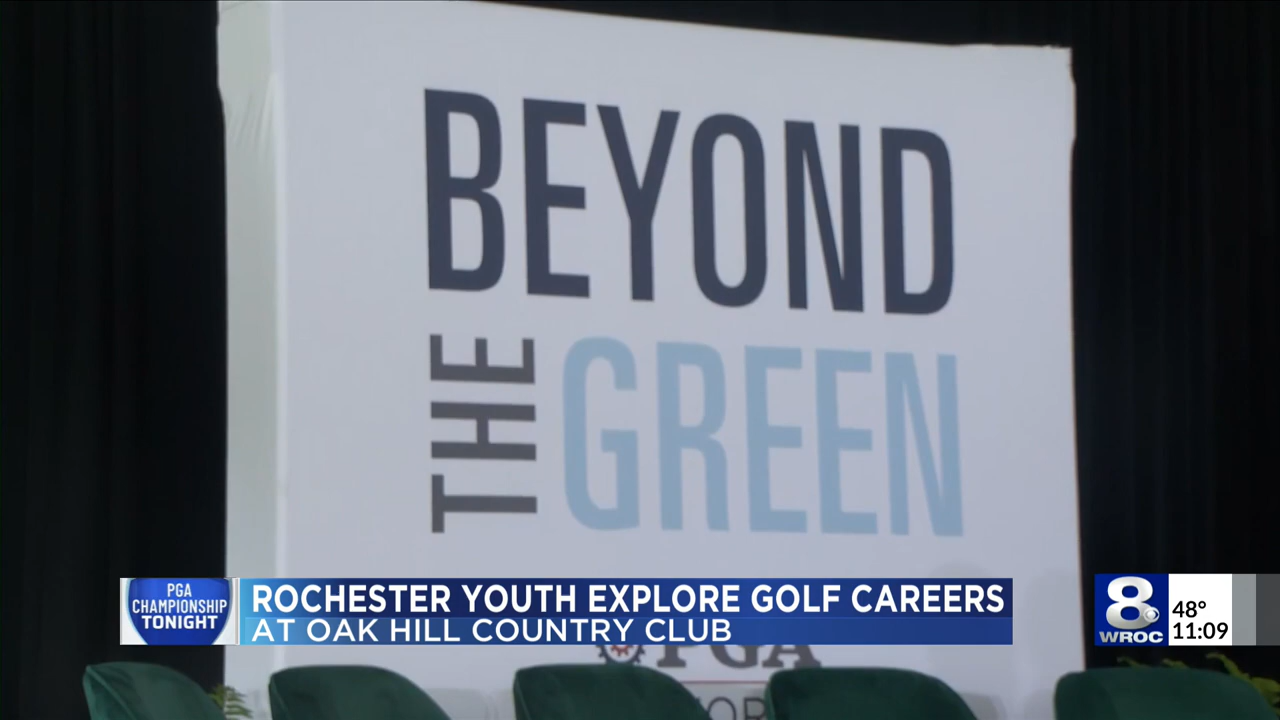 BEYOND
THE
GREEN
PGA
CHAMPIONSHIP
TONIGHT
ROCHESTER YOUTH EXPLORE GOLF CAREERS
AT OAK HILL COUNTRY CLUB
8
WROC
48°
11:09
PGA